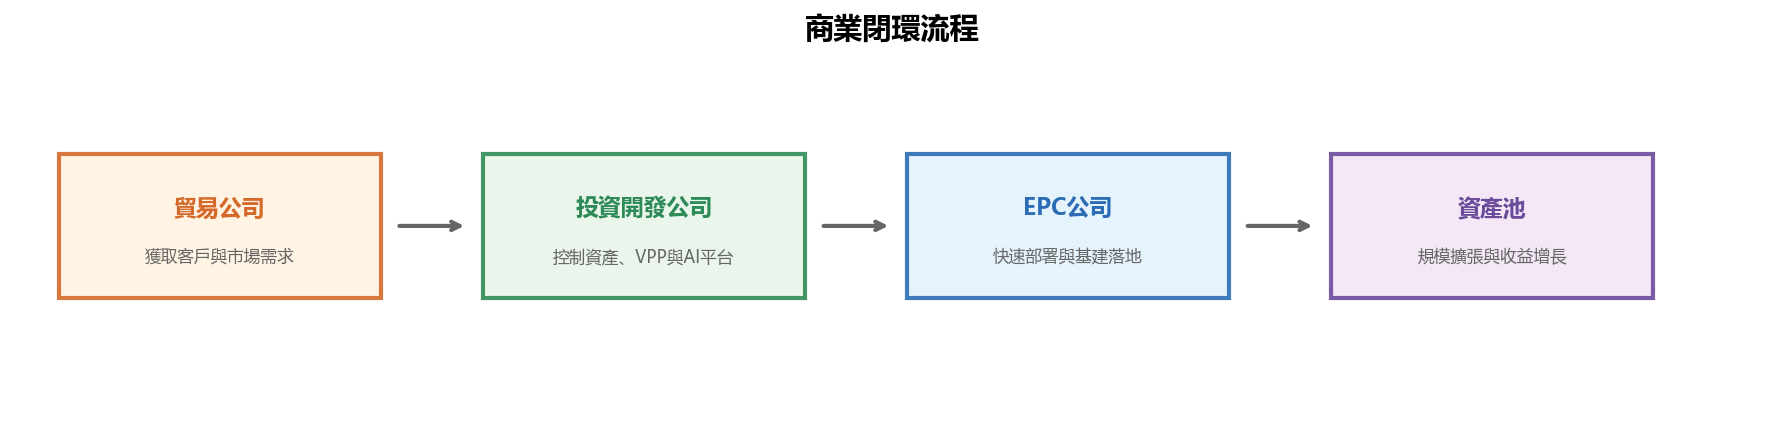 商業閉環流程
貿易公司
獲取客戶與市場需求
投資開發公司
控制資產、VPP與AI平台
EPC公司
快速部署與基建落地
資產池
規模擴張與收益增長